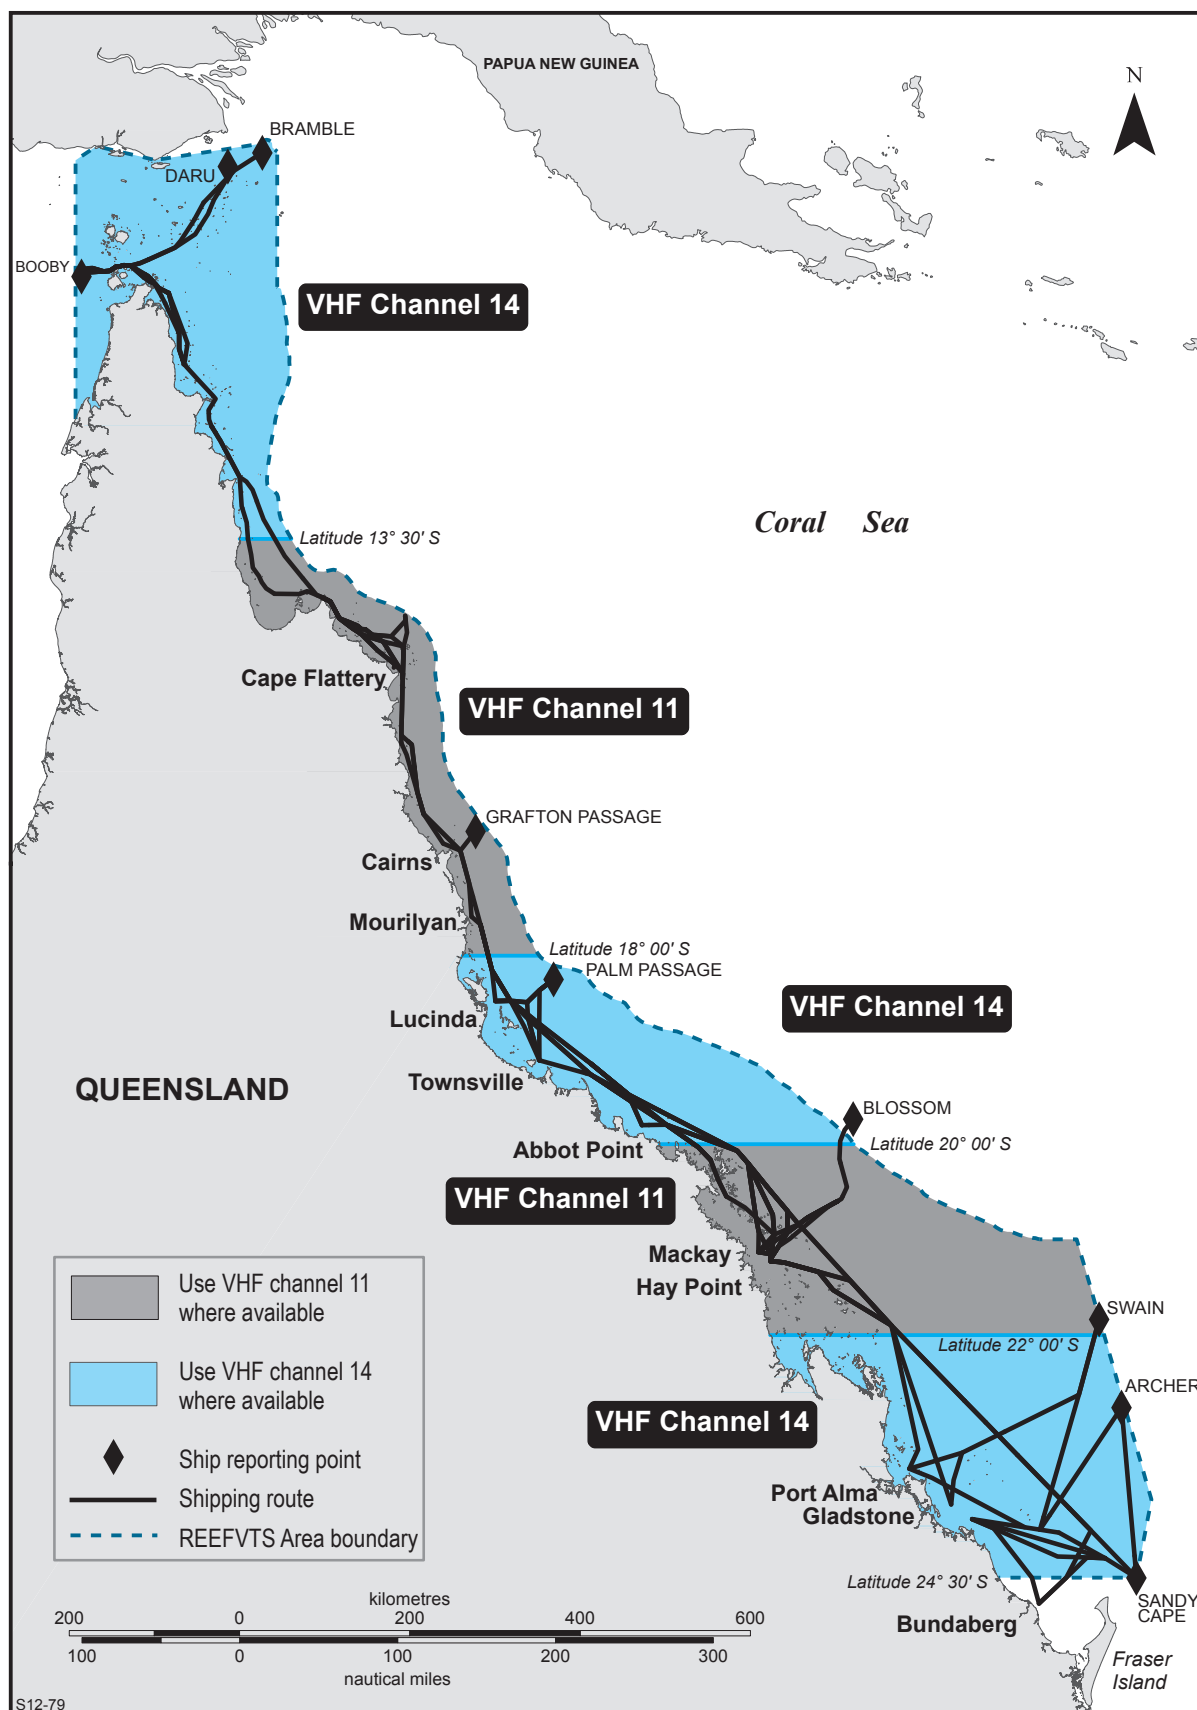 PAPUA NEW GUINEA
N
BRAMBLE
DARU
BOOBY
VHF Channel 14
Coral Sea
Latitude 13° 30' S
Cape Flattery
VHF Channel 11
GRAFTON PASSAGE
Cairns
Mourilyan
Latitude 18° 00' S
PALM PASSAGE
VHF Channel 14
Lucinda
Townsville
QUEENSLAND
BLOSSOM
Latitude 20° 00' S
Abbot Point
VHF Channel 11
Mackay
Hay Point
SWAIN
Latitude 22° 00' S
ARCHER
VHF Channel 14
Port Alma
Gladstone
Latitude 24° 30' S
SANDY
CAPE
Bundaberg
Fraser
Island
Use VHF channel 11
where available
Use VHF channel 14
where available
Ship reporting point
Shipping route
REEFVTS Area boundary
kilometres
200 0 200 400 600
100 0 100 200 300
nautical miles
S12-79